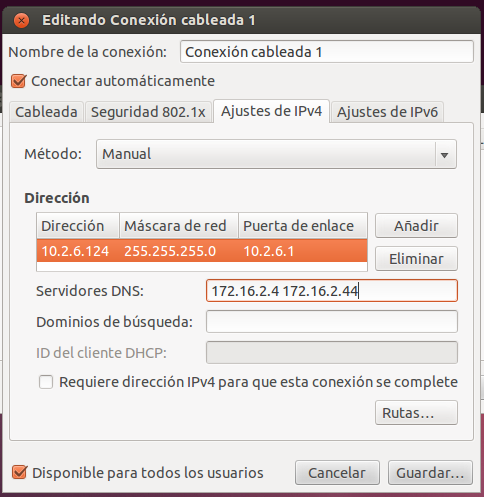 Editando Conexión cableada 1
Nombre de la conexión: Conexión cableada 1
Conectar automáticamente
Cableada Seguridad 802.1x Ajustes de IPv4 Ajustes de IPv6
Método: Manual
Dirección
Dirección Máscara de red Puerta de enlace Añadir
10.2.6.124 255.255.255.0 10.2.6.1
Eliminar
Servidores DNS: 172.16.2.4 172.16.2.44
Dominios de búsqueda:
ID del cliente DHCP:
Requiere dirección IPv4 para que esta conexión se complete
Rutas...
Disponible para todos los usuarios Cancelar Guardar...